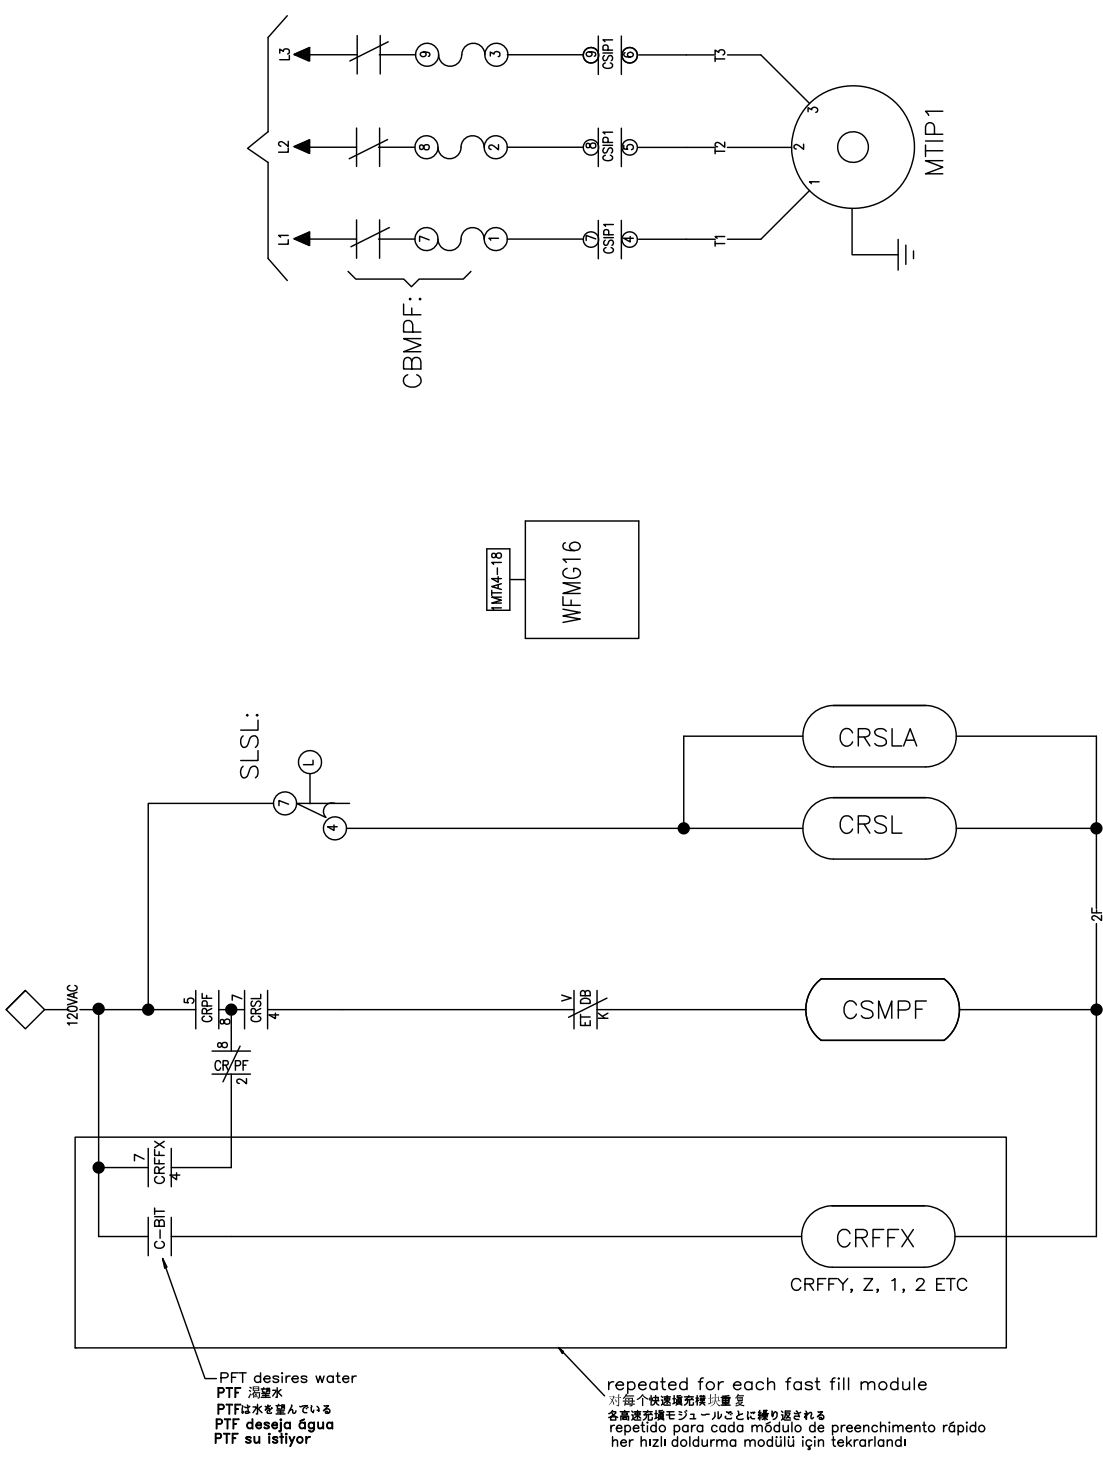 L3
9
3
9
CSIP1
6
T3
3
L2
8
2
8
CSIP1
5
T2
2
MTIP1
L1
7
1
7
CSIP1
4
T1
1
CBMPF:
1MTA4-18
WFMG16
SLSL:
L
7
4
CRSLA
CRSL
2F
120VAC
5
CRPF
8
7
CRSL
4
V
ET DB
K
CSMPF
8
CR PF
2
7
CRFFX
4
C-BIT
CRFFX
CRFFY, Z, 1, 2 ETC
PFT desires water
PTF 渴望水
PTFは水を望んでいる
PTF deseja água
PTF su istiyor
repeated for each fast fill module
对每个快速填充模块重复
各高速充填モジュールごとに繰り返される
repetido para cada módulo de preenchimento rápido
her hızlı doldurma modülü için tekrarlandı